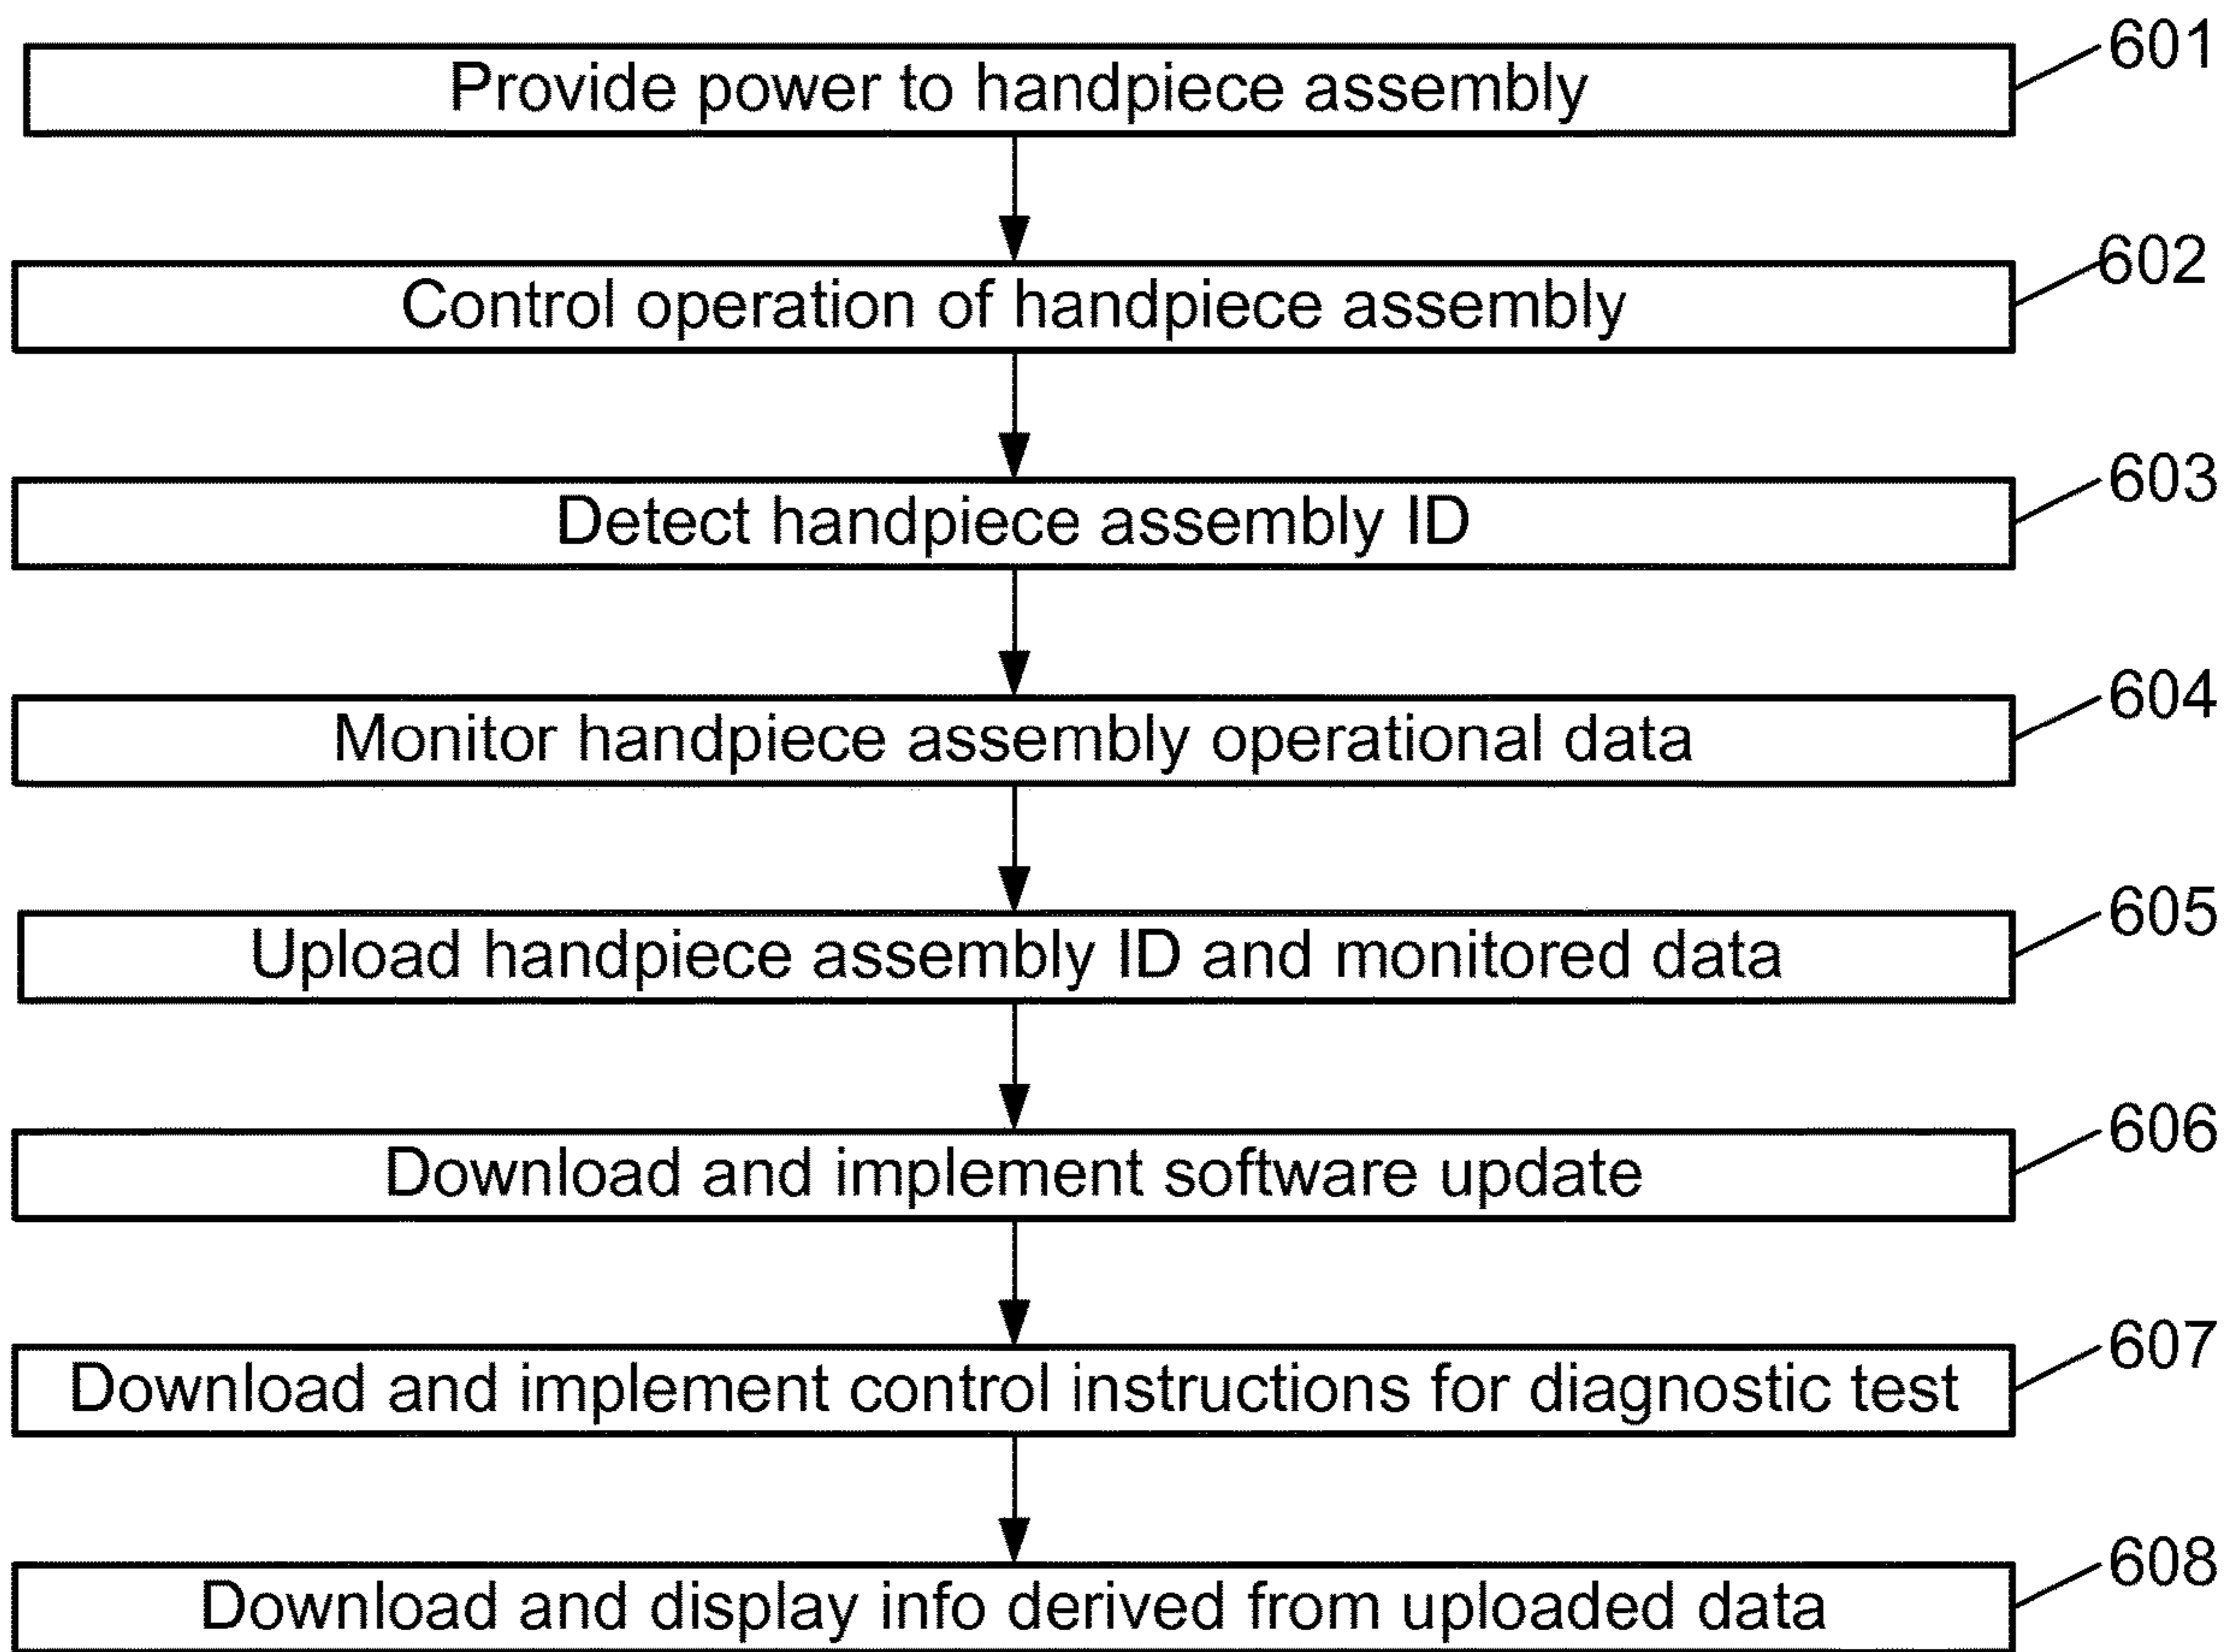 Provide power to handpiece assembly 601
Control operation of handpiece assembly 602
Detect handpiece assembly ID 603
Monitor handpiece assembly operational data 604
Upload handpiece assembly ID and monitored data 605
Download and implement software update 606
Download and implement control instructions for diagnostic test 607
Download and display info derived from uploaded data 608